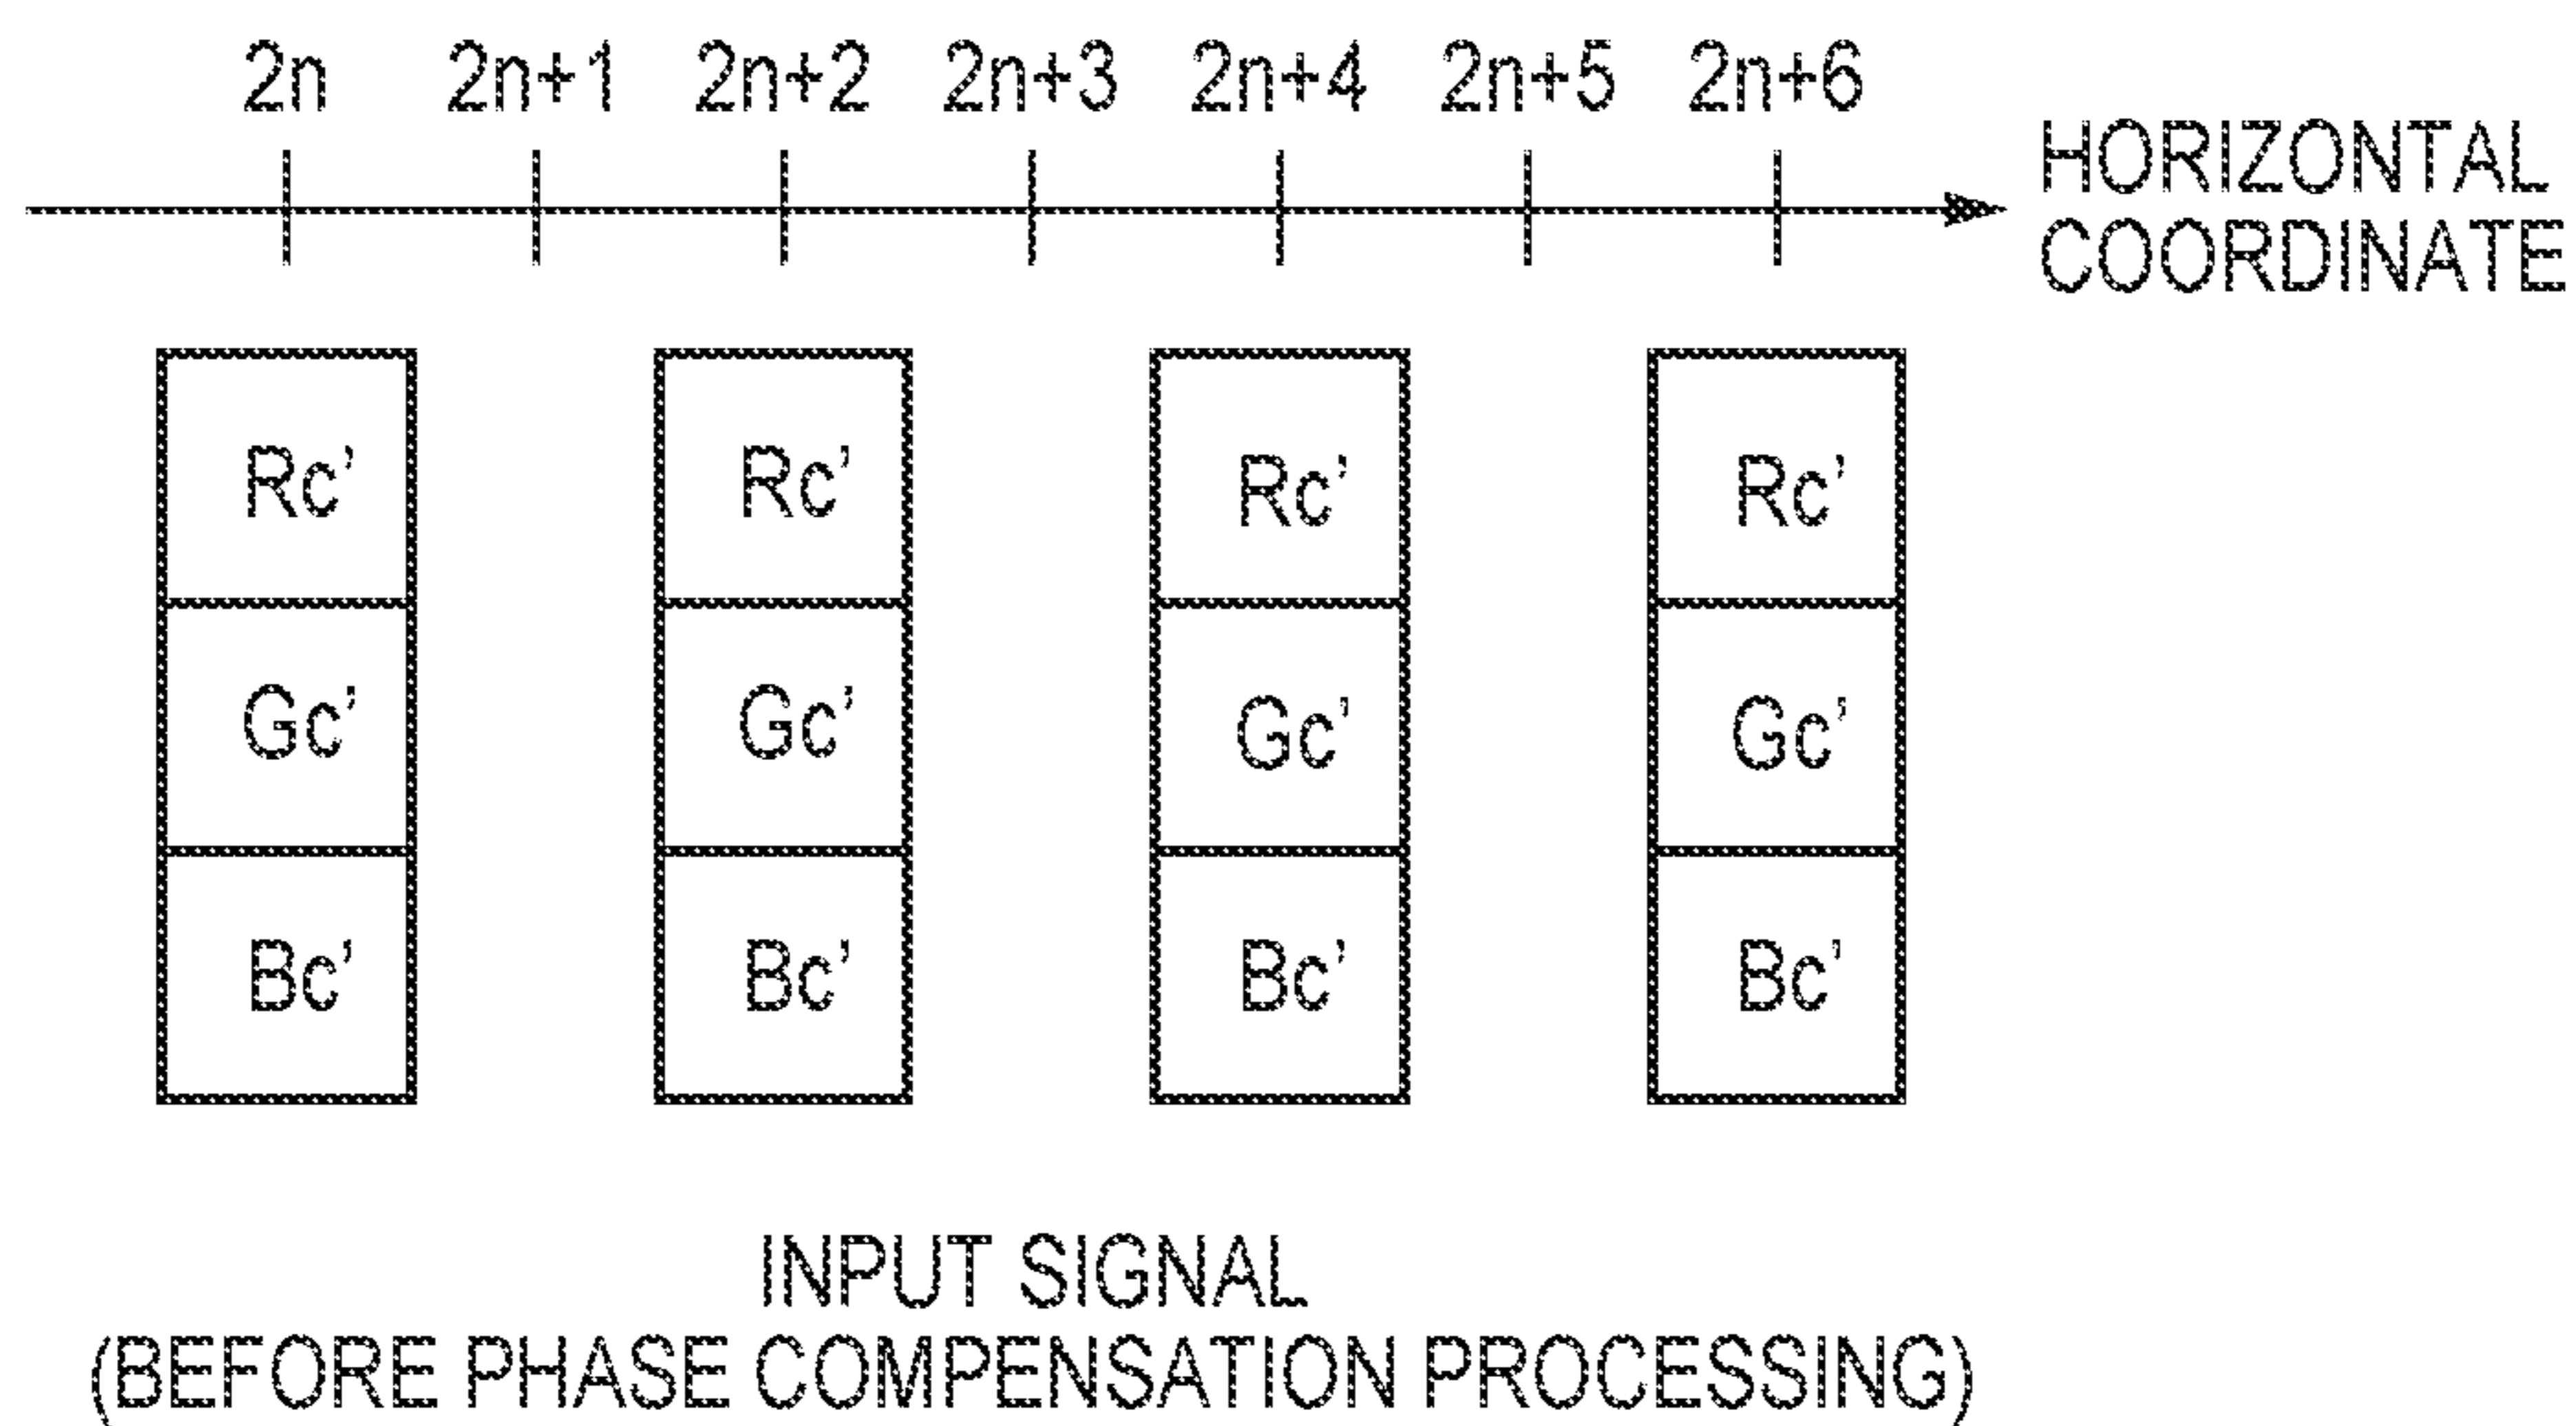 2n 2n+1 2n+2 2n+3 2n+4 2n+5 2n+6
HORIZONTAL
COORDINATE
Rc’ Rc’ Rc’ Rc’
Gc’ Gc’ Gc’ Gc’
Bc’ Bc’ Bc’ Bc’
INPUT SIGNAL
(BEFORE PHASE COMPENSATION PROCESSING)